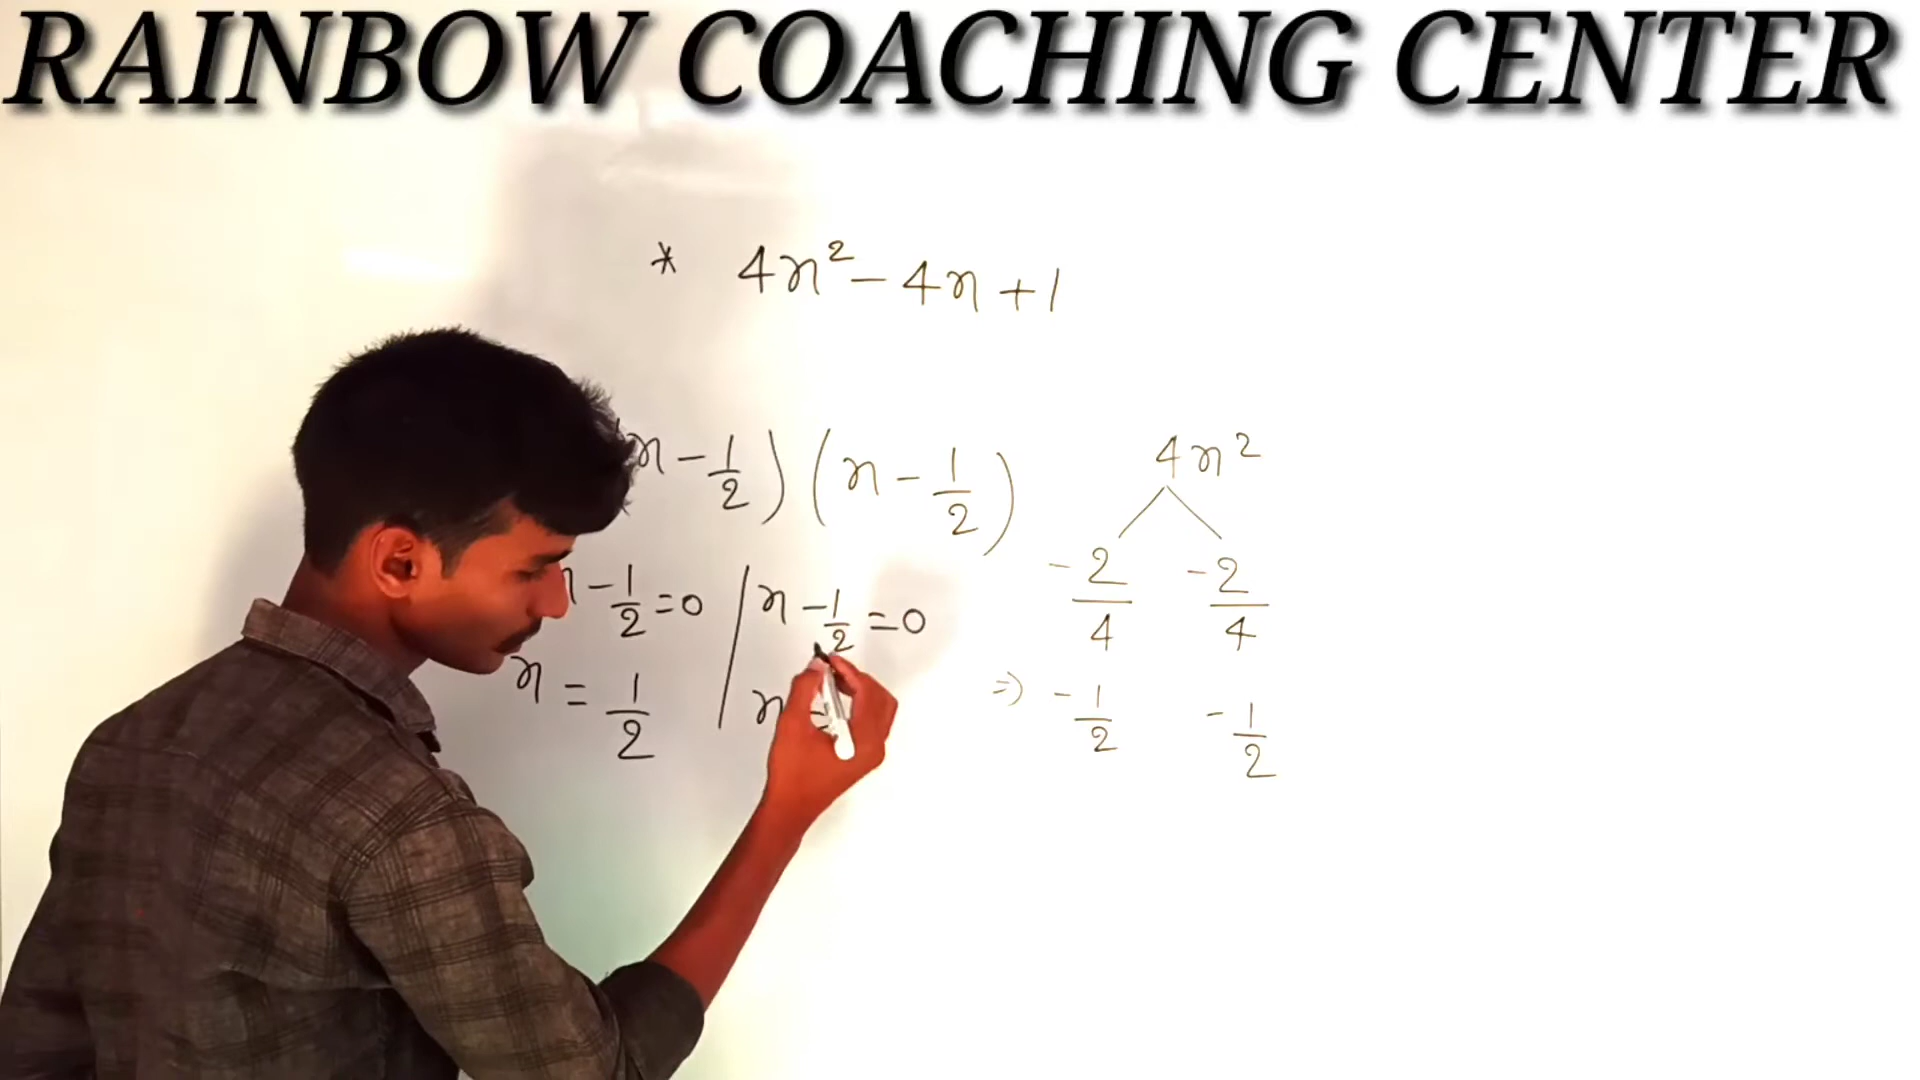 RAINBOW COACHING CENTER
* 4x² - 4x + 1
x - 1/2) (x - 1/2)
4x²
-2/4 -2/4
x - 1/2 = 0 / x - 1/2 = 0
x = 1/2 / x =
=> -1/2 -1/2